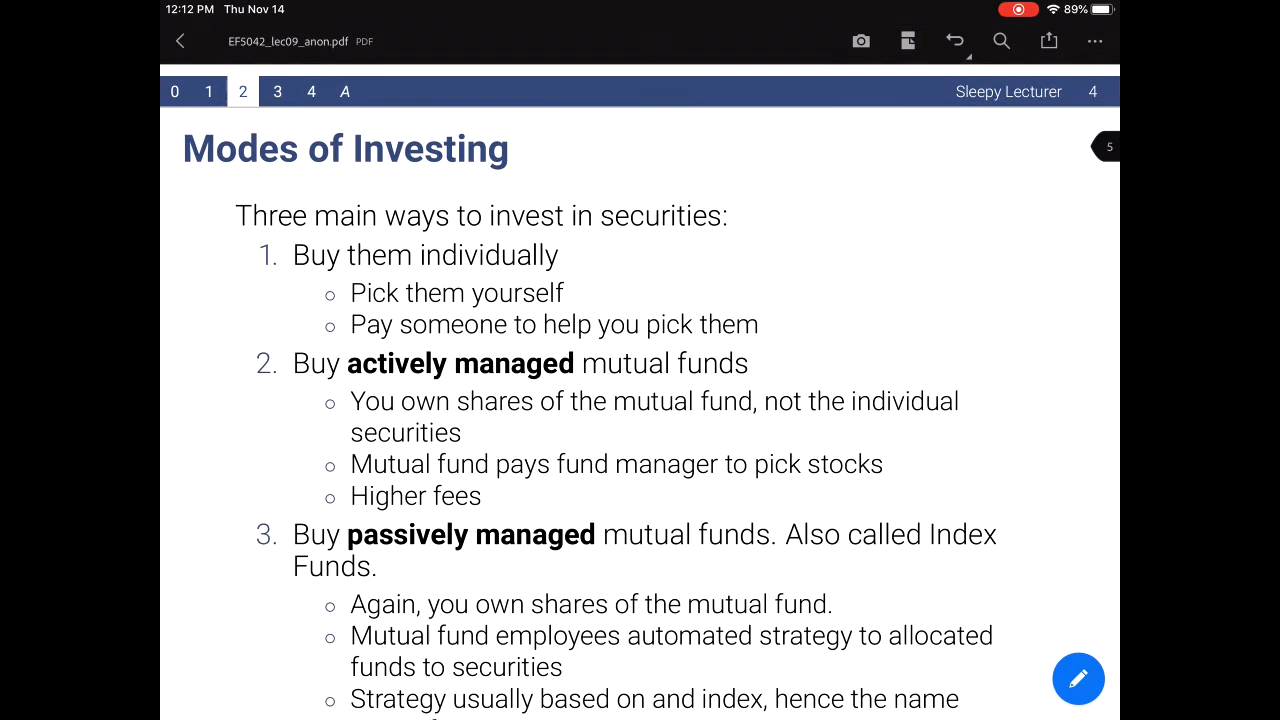 12:12 PM Thu Nov 14
89%
EF5042_lec09_anon.pdf PDF
0 1 2 3 4 A Sleepy Lecturer 4
Modes of Investing
5
Three main ways to invest in securities:
1. Buy them individually
○ Pick them yourself
○ Pay someone to help you pick them
2. Buy actively managed mutual funds
○ You own shares of the mutual fund, not the individual
securities
○ Mutual fund pays fund manager to pick stocks
○ Higher fees
3. Buy passively managed mutual funds. Also called Index
Funds.
○ Again, you own shares of the mutual fund.
○ Mutual fund employees automated strategy to allocated
funds to securities
○ Strategy usually based on and index, hence the name